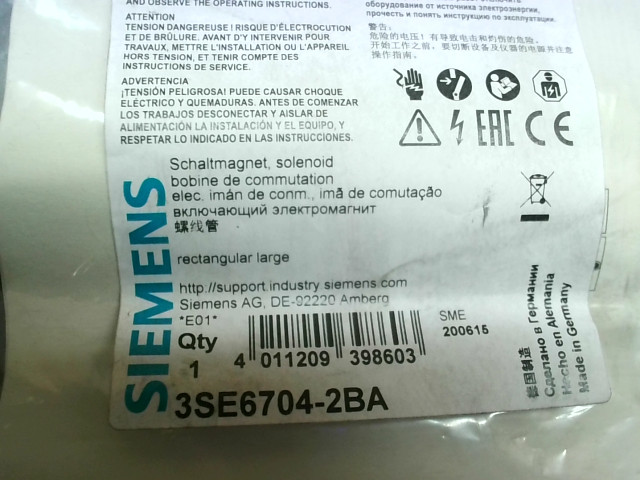 AND OBSERVE THE OPERATING INSTRUCTIONS.
ATTENTION
TENSION DANGEREUSE ! RISQUE D'ÉLECTROCUTION
ET DE BRÛLURE. AVANT D'Y INTERVENIR POUR
TRAVAUX, METTRE L'INSTALLATION OU L'APPAREIL
HORS TENSION, ET TENIR COMPTE DES
INSTRUCTIONS DE SERVICE.
ADVERTENCIA
¡TENSIÓN PELIGROSA! PUEDE CAUSAR CHOQUE
ELÉCTRICO Y QUEMADURAS. ANTES DE COMENZAR
LOS TRABAJOS DESCONECTAR Y AISLAR DE
ALIMENTACIÓN LA INSTALACIÓN Y EL EQUIPO, Y
RESPETAR LO INDICADO EN LAS INSTRUCCIONES.
оборудование от источника электроэнергии,
прочесть и понять инструкцию по эксплуатации.
警告:
危险的电压! 有导致电击和灼伤的危险。
开始工作之前, 要切断设备及仪器的电源并注意
操作指南。
EAC CE
SIEMENS
Schaltmagnet, solenoid
bobine de commutation
elec. imán de conm., imã de comutação
включающий электромагнит
螺线管
rectangular large
http://support.industry siemens.com
Siemens AG, DE-92220 Amberg
"E01"
Qty
1
4 011209 398603
SME
200615
3SE6704-2BA
德国制造
Сделано в Германии
Hecho en Alemania
Made in Germany